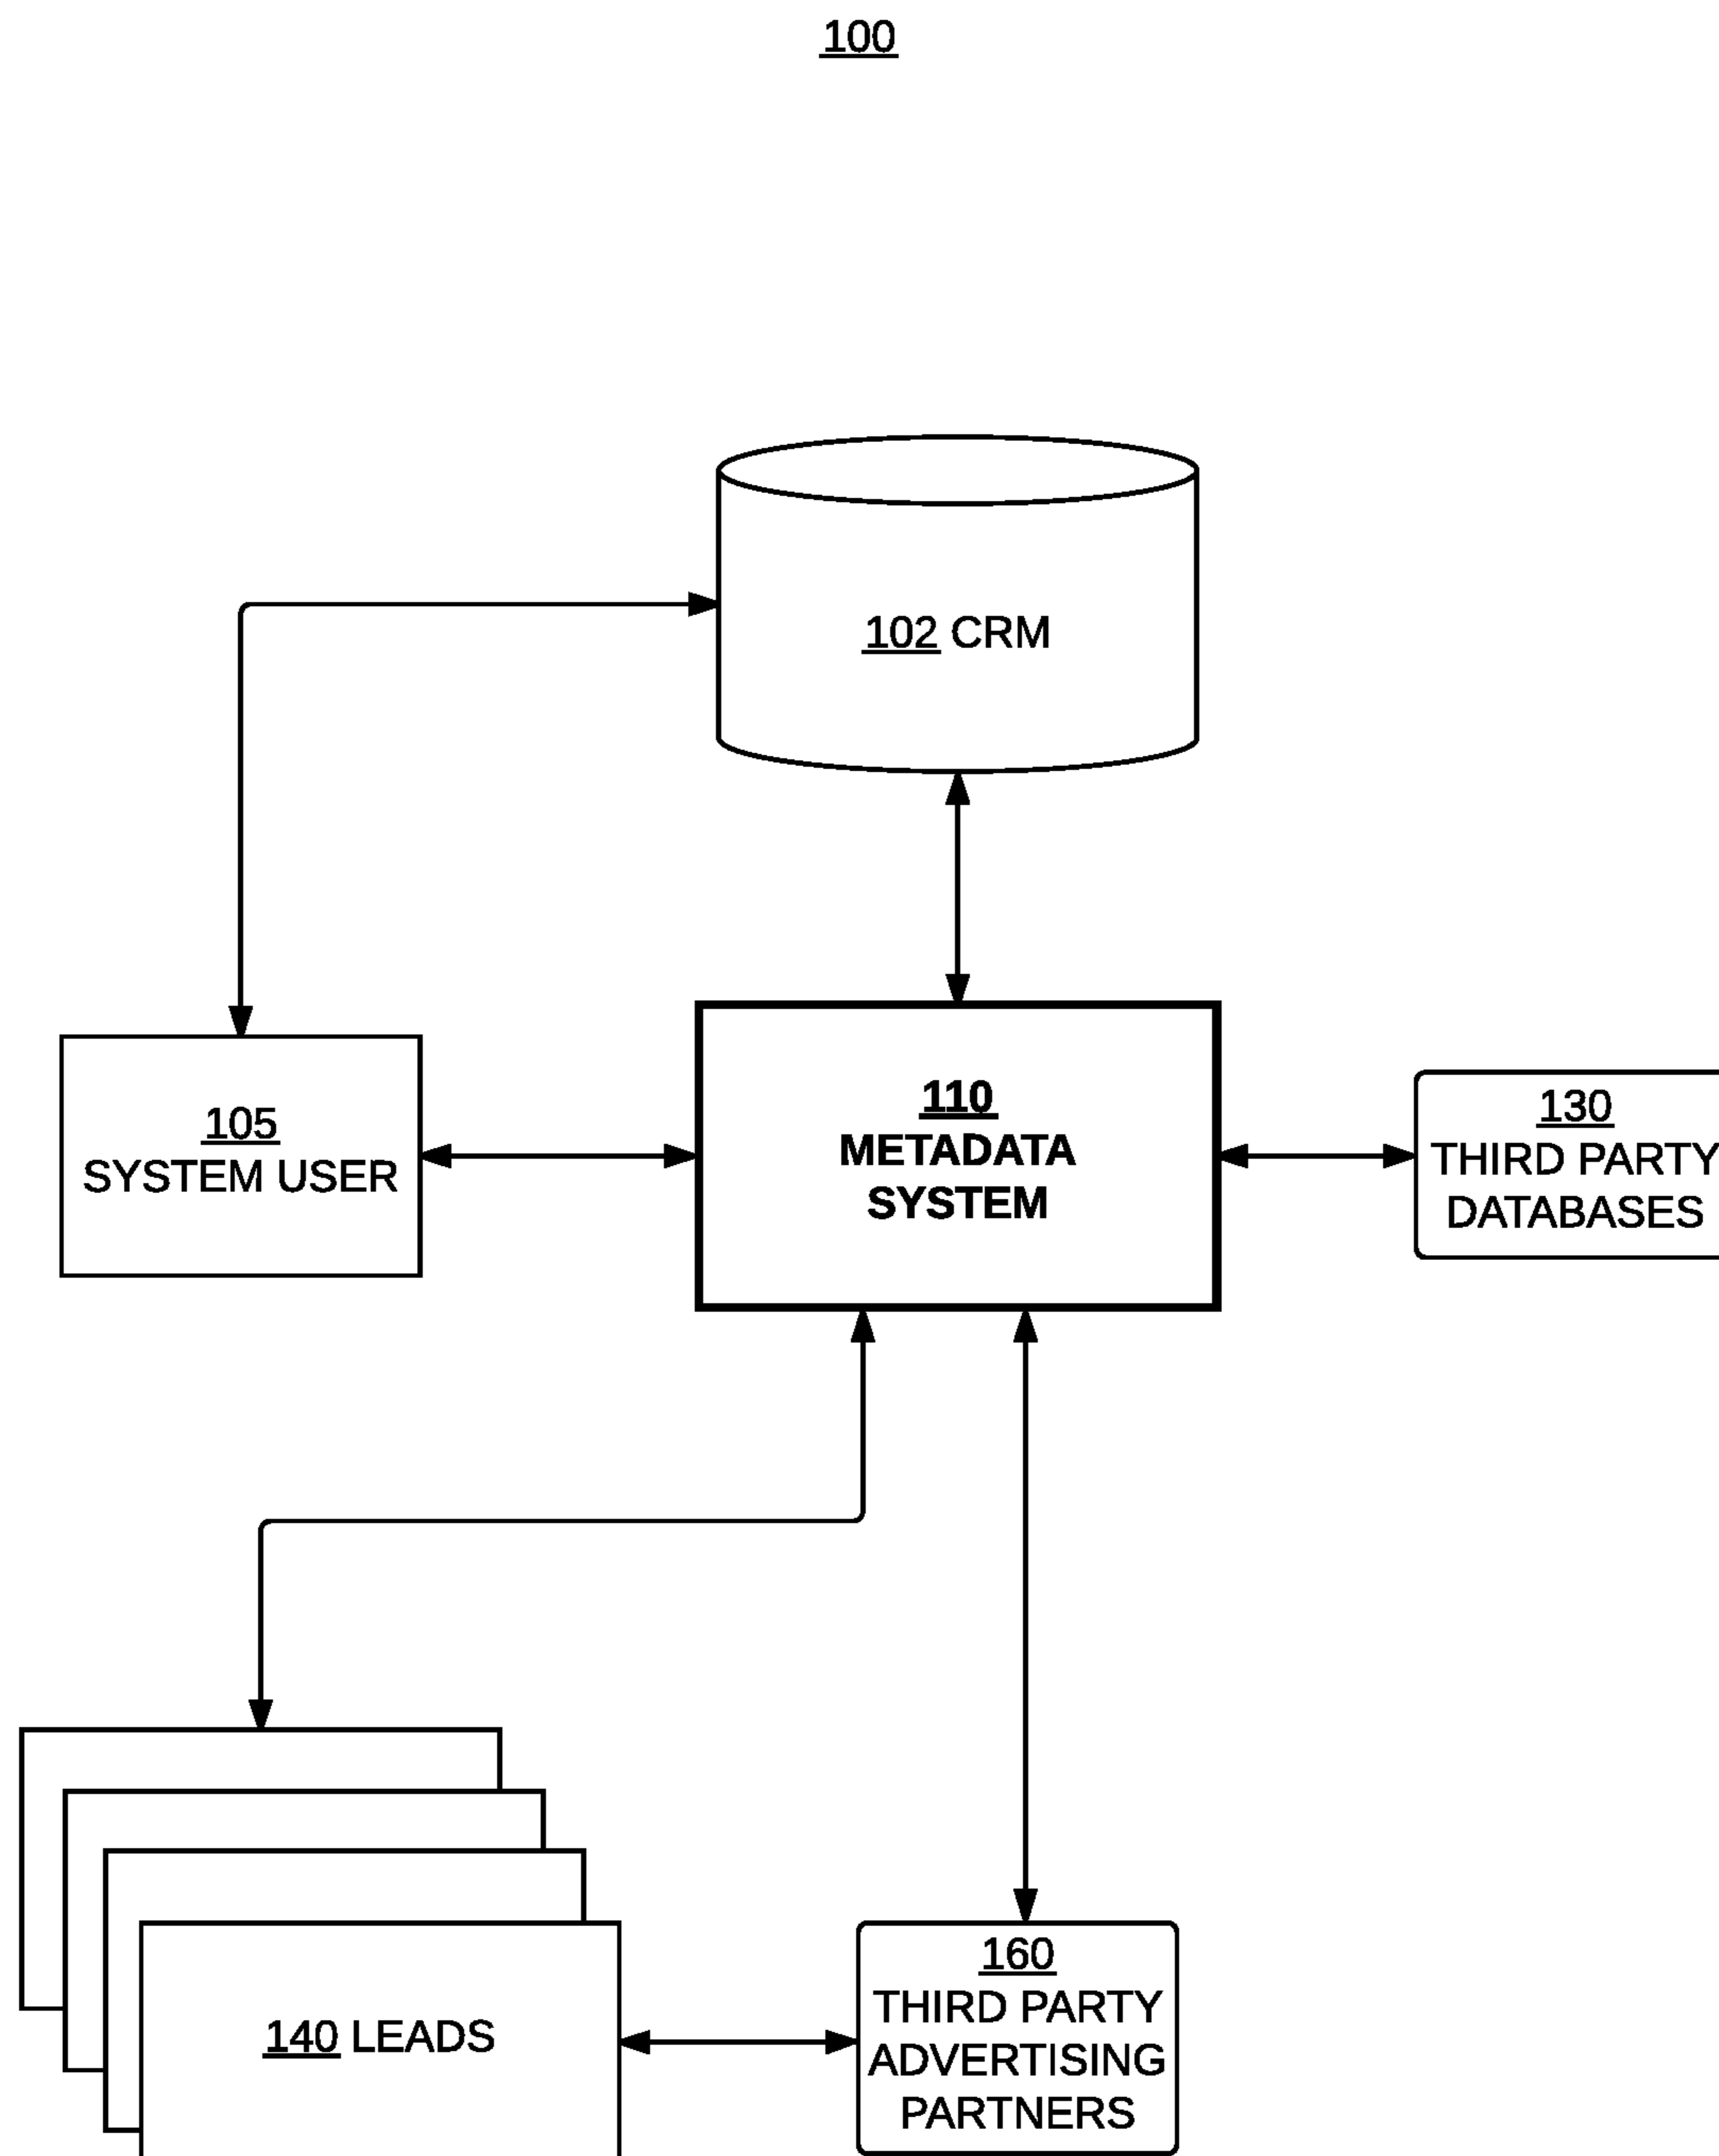 100
102 CRM
105
SYSTEM USER
110
METADATA
SYSTEM
130
THIRD PARTY
DATABASES
140 LEADS
160
THIRD PARTY
ADVERTISING
PARTNERS